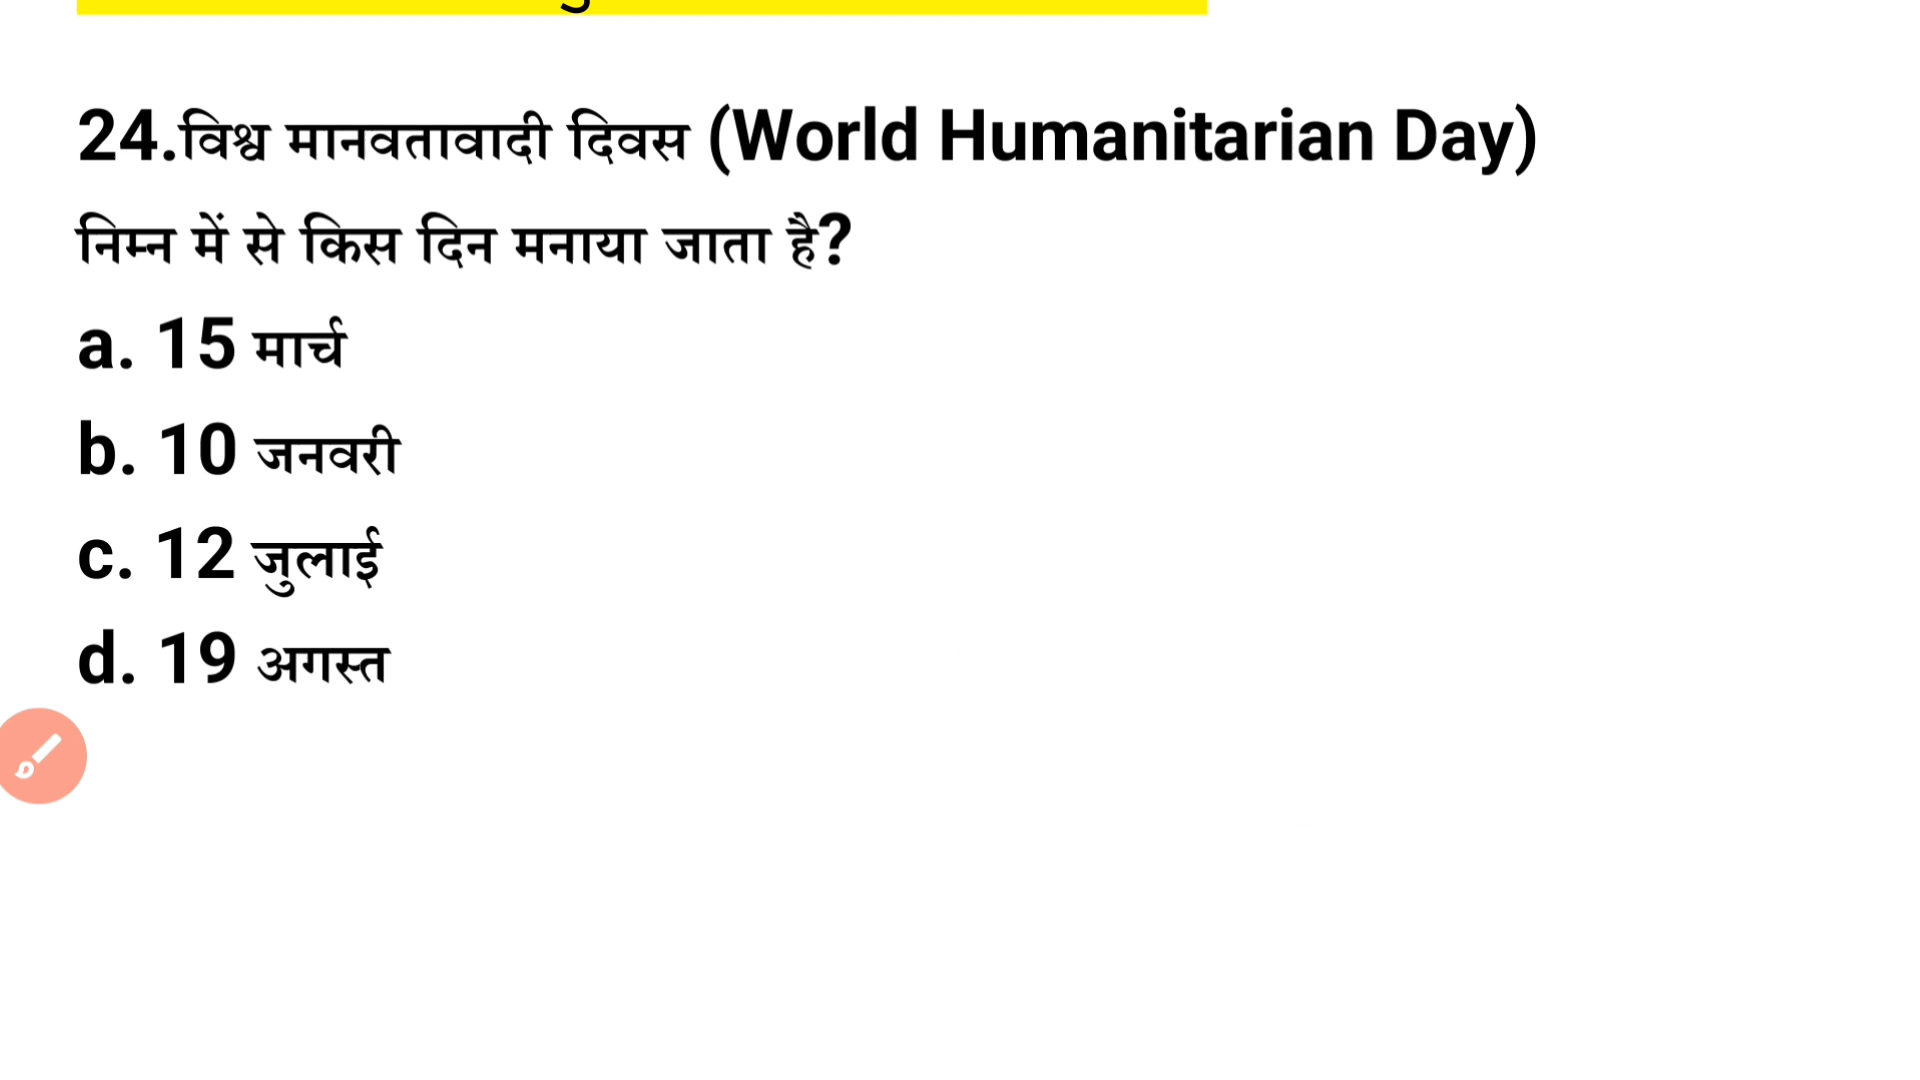 24.विश्व मानवतावादी दिवस (World Humanitarian Day)
निम्न में से किस दिन मनाया जाता है?
a. 15 मार्च
b. 10 जनवरी
c. 12 जुलाई
d. 19 अगस्त